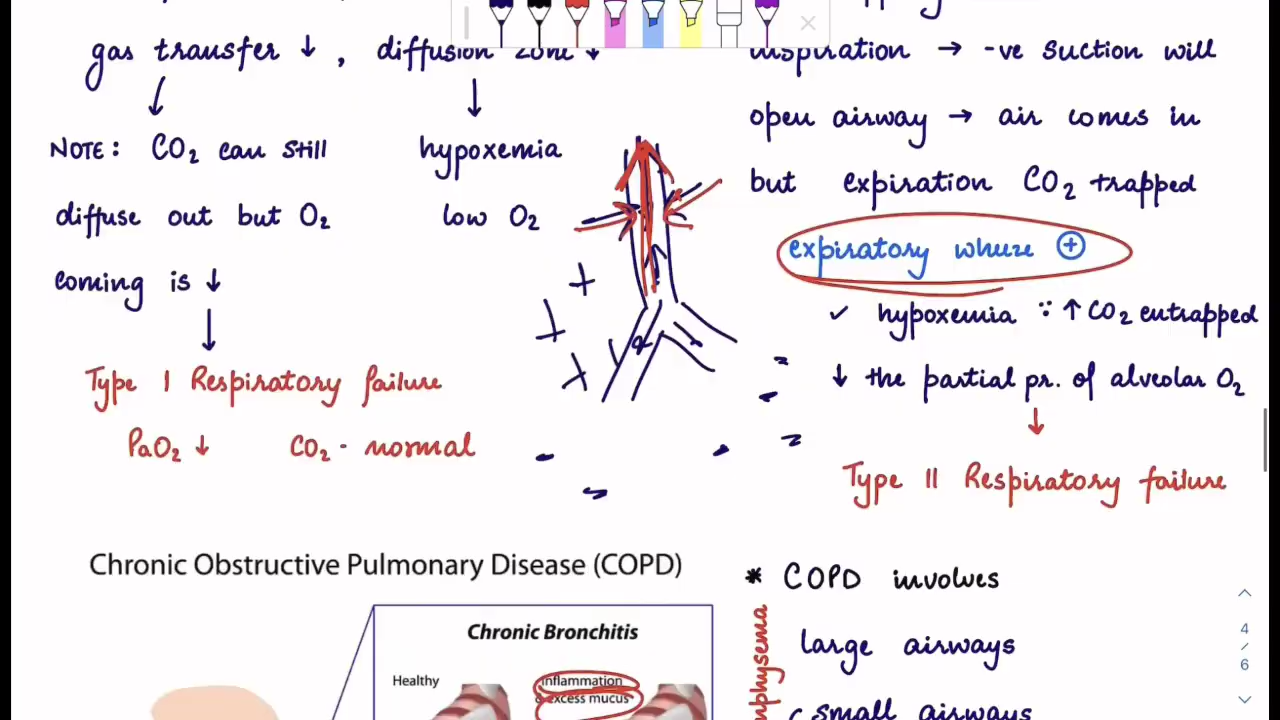 gas transfer ↓ , diffusion zone ↓
NOTE: CO₂ can still
diffuse out but O₂
coming is ↓
hypoxemia
low O₂
Type I Respiratory failure
PaO₂ ↓ CO₂ - normal
inspiration → -ve suction will
open airway → air comes in
but expiration CO₂ trapped
expiratory wheeze ⊕
✓ hypoxemia ∵ ↑ CO₂ entrapped
↓ the partial pr. of alveolar O₂
↓
Type II Respiratory failure
Chronic Obstructive Pulmonary Disease (COPD)
Chronic Bronchitis
Healthy
Inflammation
& excess mucus
* COPD involves
large airways
small airways
4
/
6